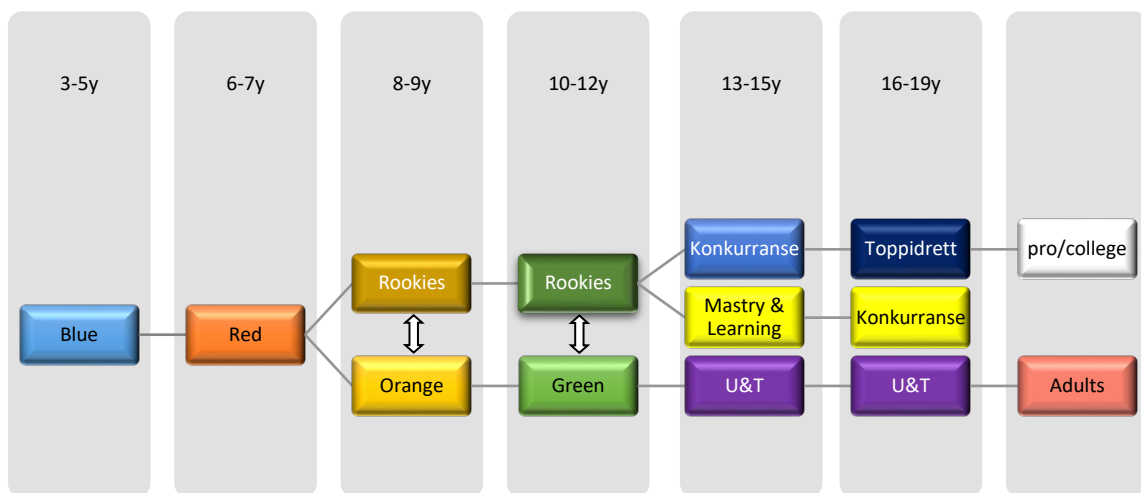 3-5y
6-7y
8-9y
10-12y
13-15y
16-19y
Blue
Red
Rookies
Orange
Rookies
Green
Konkurranse
Mastry &
Learning
U&T
Toppidrett
Konkurranse
U&T
pro/college
Adults